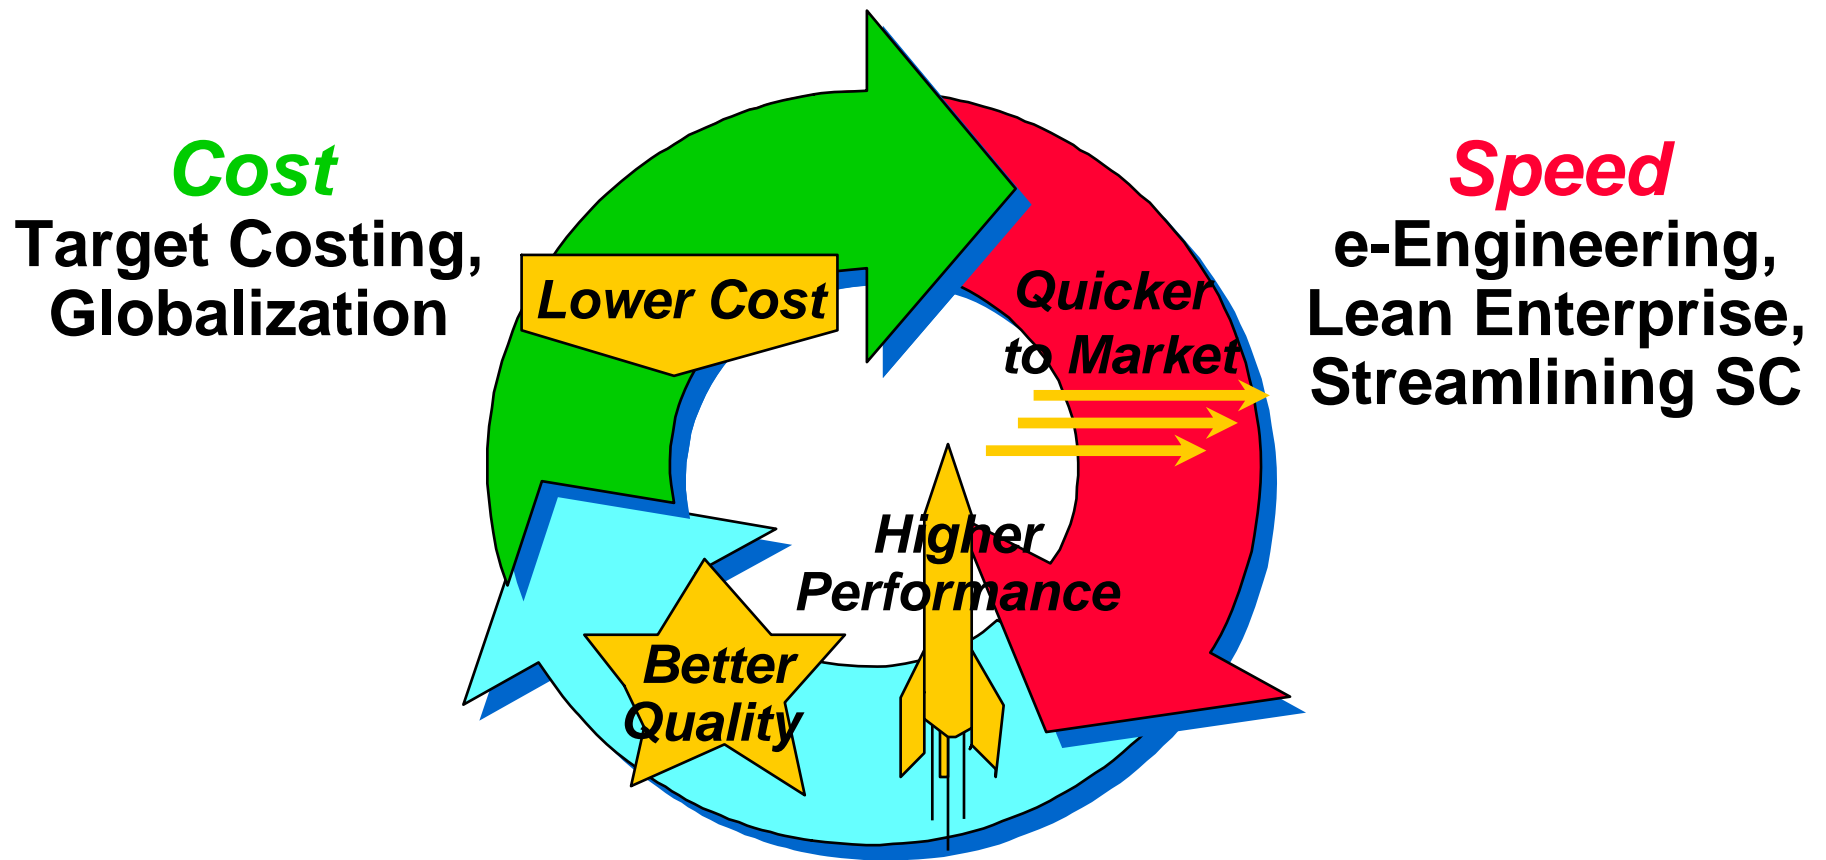 Cost
Target Costing,
Globalization
Lower Cost
Speed
e-Engineering,
Lean Enterprise,
Streamlining SC
Quicker
to Market
Higher
Performance
Better
Quality